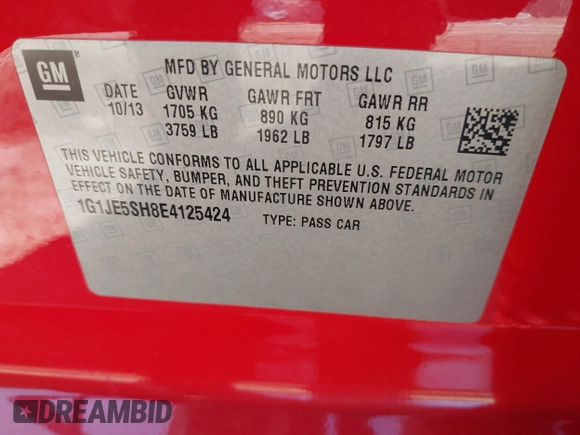 GM
MFD BY GENERAL MOTORS LLC
DATE GVWR GAWR FRT GAWR RR
10/13 1705 KG 890 KG 815 KG
3759 LB 1962 LB 1797 LB
THIS VEHICLE CONFORMS TO ALL APPLICABLE U.S. FEDERAL MOTOR
VEHICLE SAFETY, BUMPER, AND THEFT PREVENTION STANDARDS IN
EFFECT ON THE DATE OF MANUFACTURE SHOWN ABOVE.
1G1JE5SH8E4125424 TYPE: PASS CAR
DREAMBID